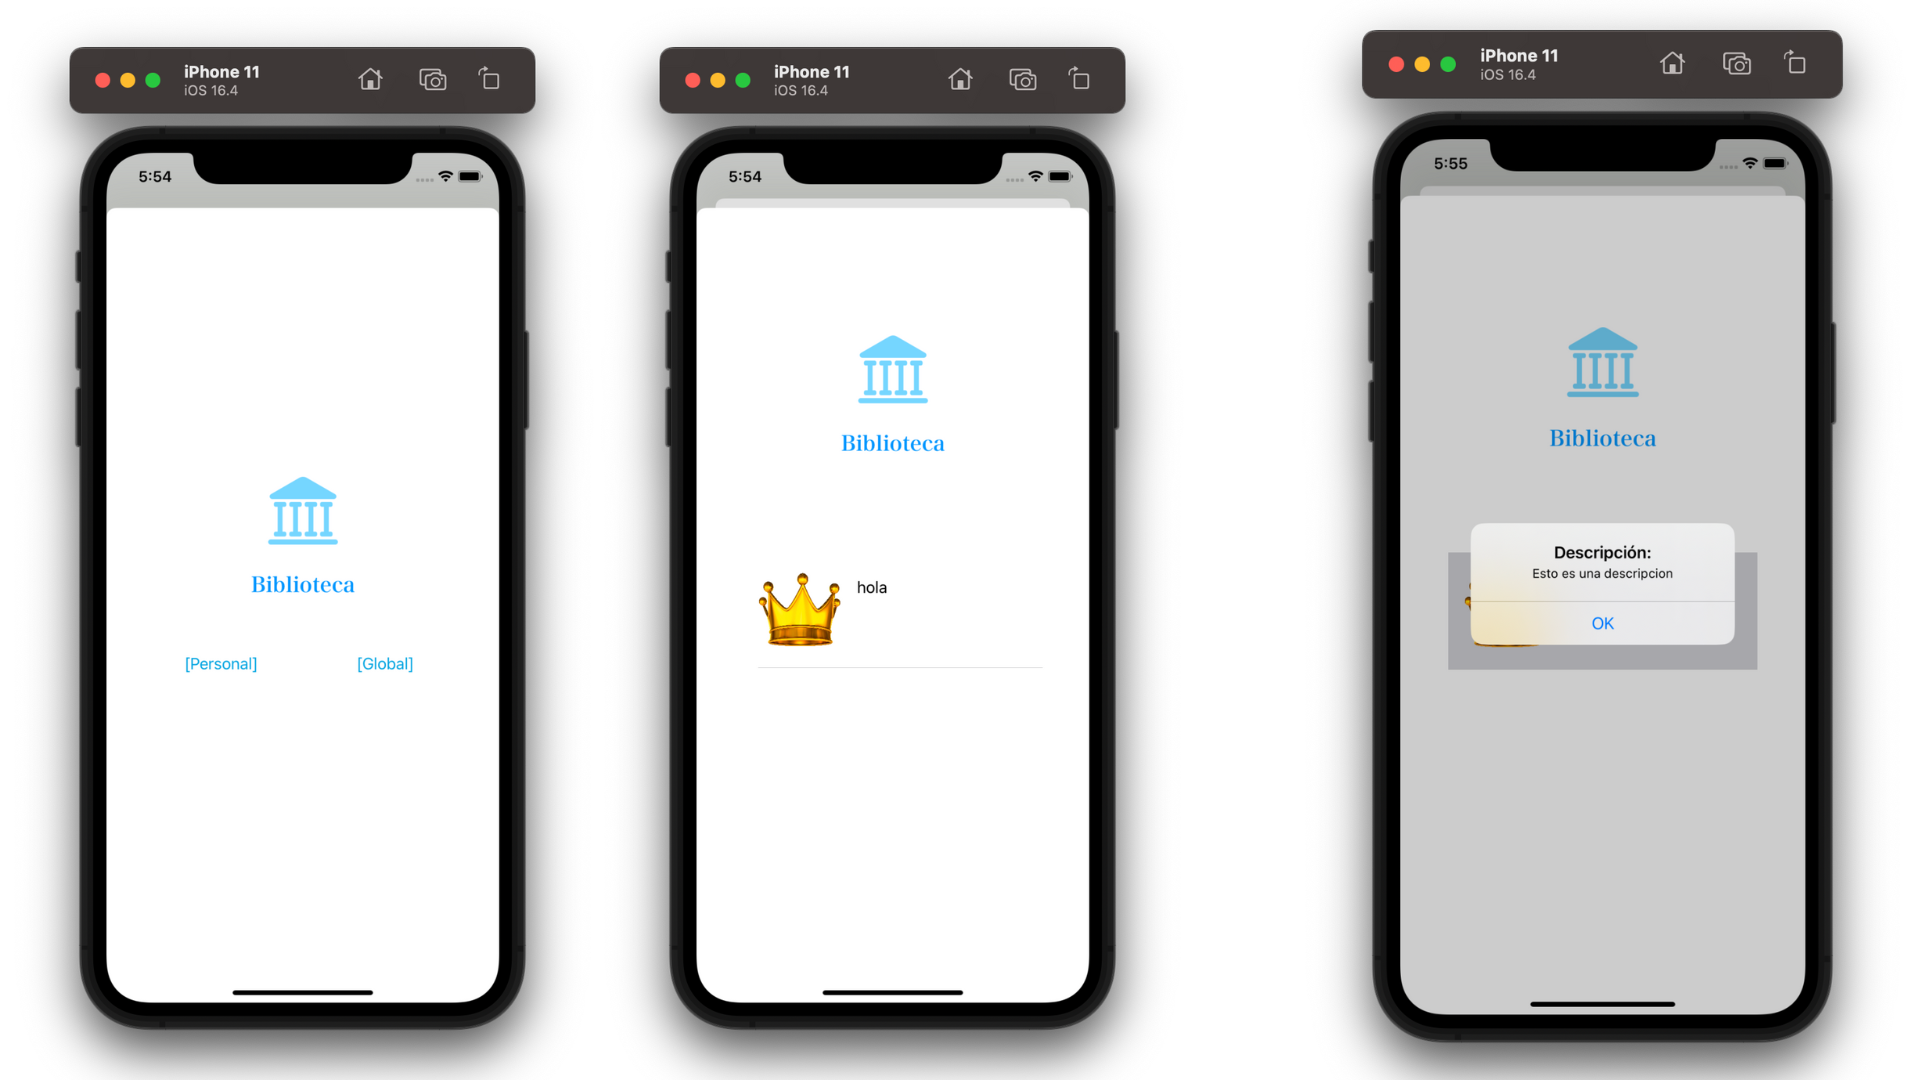 iPhone 11
iOS 16.4
5:54
Biblioteca
[Personal] [Global]
iPhone 11
iOS 16.4
5:54
Biblioteca
hola
iPhone 11
iOS 16.4
5:55
Biblioteca
Descripción:
Esto es una descripcion
OK